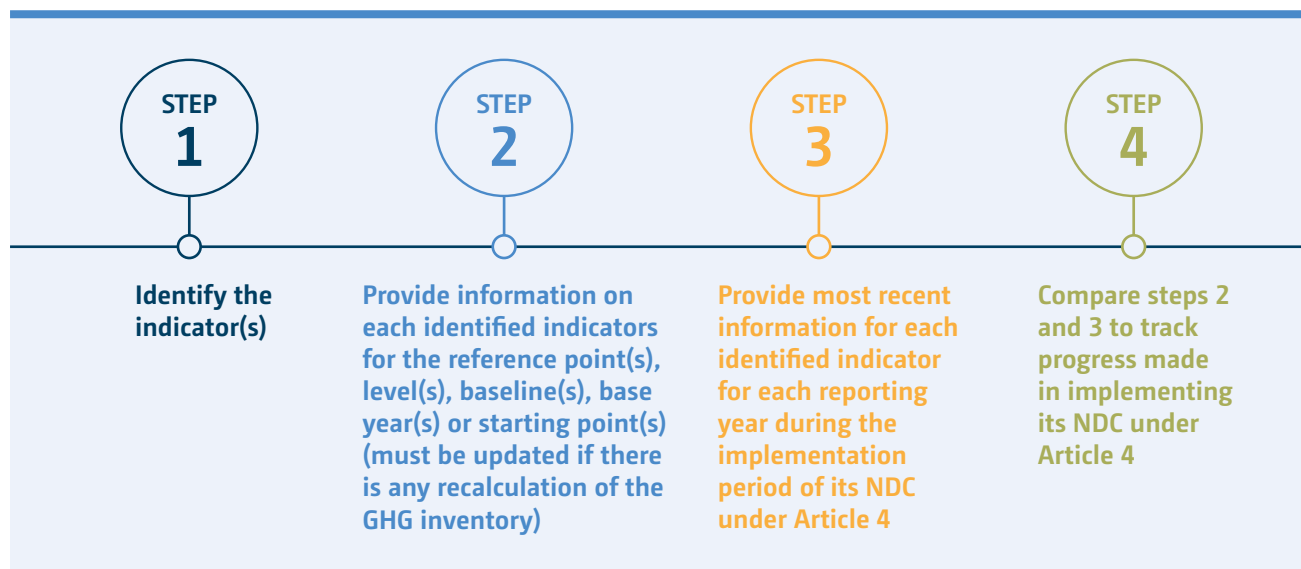 STEP
1
Identify the
indicator(s)
STEP
2
Provide information on
each identified indicators
for the reference point(s),
level(s), baseline(s), base
year(s) or starting point(s)
(must be updated if there
is any recalculation of the
GHG inventory)
STEP
3
Provide most recent
information for each
identified indicator
for each reporting
year during the
implementation
period of its NDC
under Article 4
STEP
4
Compare steps 2
and 3 to track
progress made
in implementing
its NDC under
Article 4